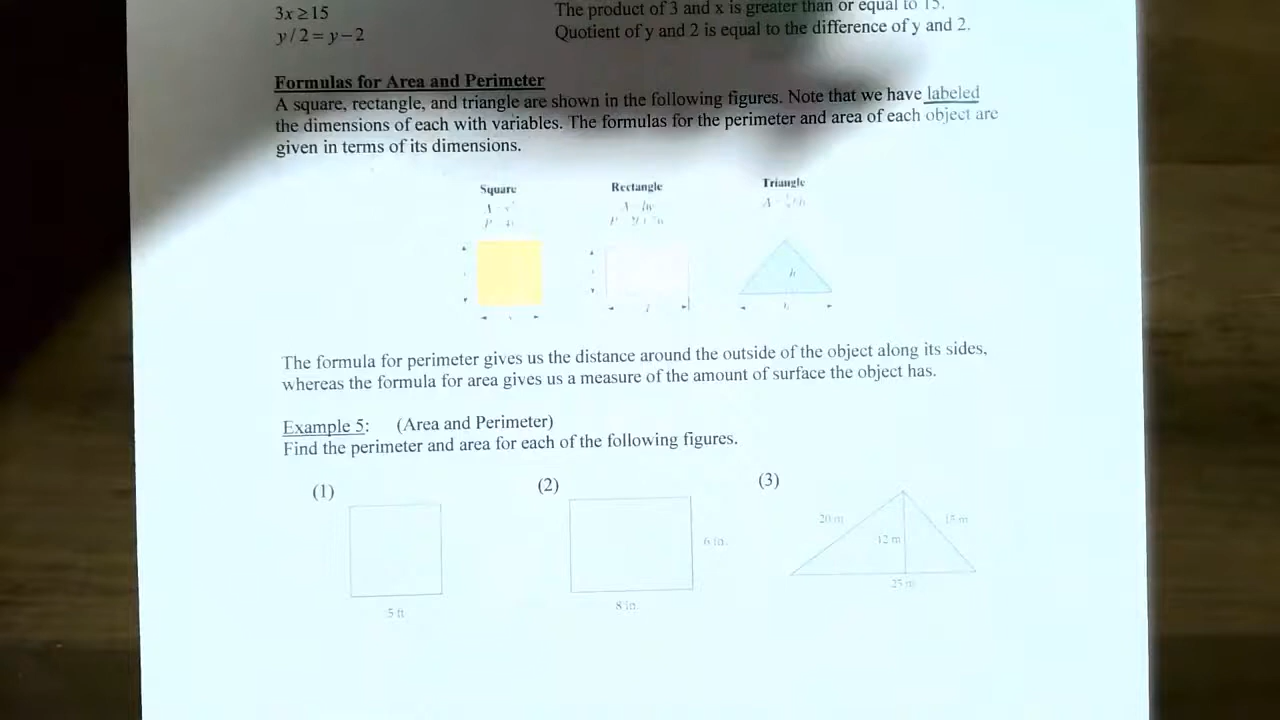 3x ≥ 15
The product of 3 and x is greater than or equal to 15.
y / 2 = y − 2
Quotient of y and 2 is equal to the difference of y and 2.
Formulas for Area and Perimeter
A square, rectangle, and triangle are shown in the following figures. Note that we have labeled
the dimensions of each with variables. The formulas for the perimeter and area of each object are
given in terms of its dimensions.
Square
Rectangle
Triangle
h
The formula for perimeter gives us the distance around the outside of the object along its sides,
whereas the formula for area gives us a measure of the amount of surface the object has.
Example 5: (Area and Perimeter)
Find the perimeter and area for each of the following figures.
(1)
(2)
(3)
20 m
15 m
12 m
6 in.
25 m
8 in.
5 ft